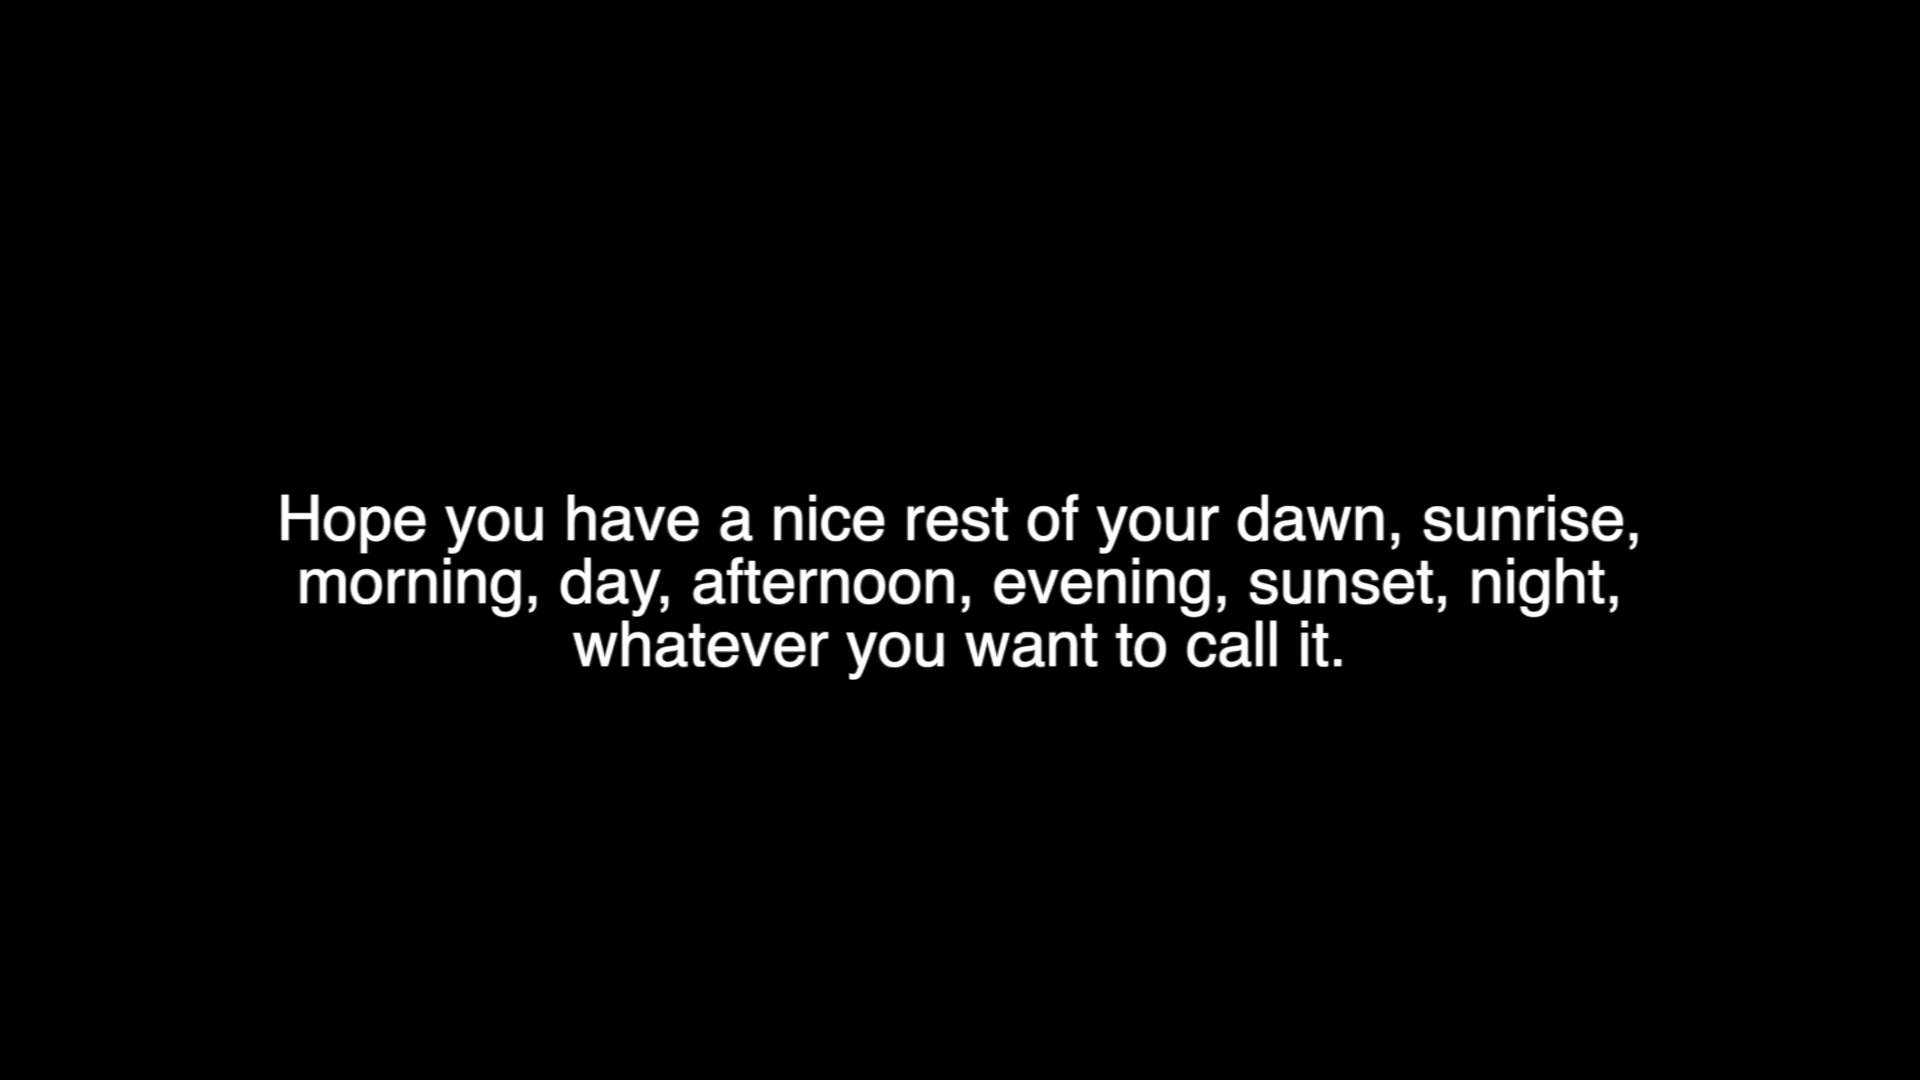 Hope you have a nice rest of your dawn, sunrise,
morning, day, afternoon, evening, sunset, night,
whatever you want to call it.